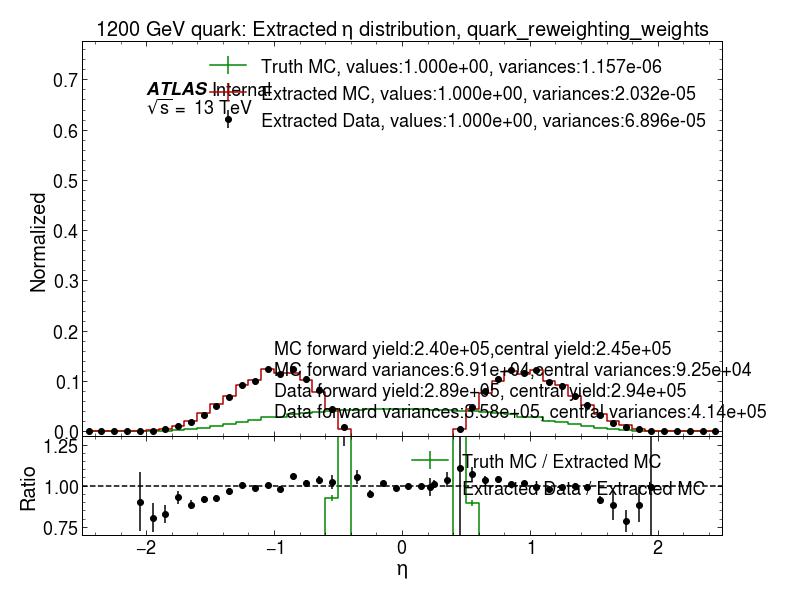 1200 GeV quark: Extracted η distribution, quark_reweighting_weights
Truth MC, values:1.000e+00, variances:1.157e-06
ATLAS Internal
Extracted MC, values:1.000e+00, variances:2.032e-05
√s = 13 TeV
Extracted Data, values:1.000e+00, variances:6.896e-05
Normalized
0.7
0.6
0.5
0.4
0.3
0.2
0.1
0.0
MC forward yield:2.40e+05,central yield:2.45e+05
MC forward variances:6.91e+04,central variances:9.25e+04
Data forward yield:2.89e+05, central yield:2.94e+05
Data forward variances:3.58e+05, central variances:4.14e+05
Ratio
1.25
1.00
0.75
Truth MC / Extracted MC
Extracted Data / Extracted MC
−2 −1 0 1 2
η